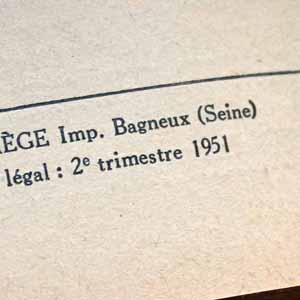 ÈGE Imp. Bagneux (Seine)
légal : 2e trimestre 1951